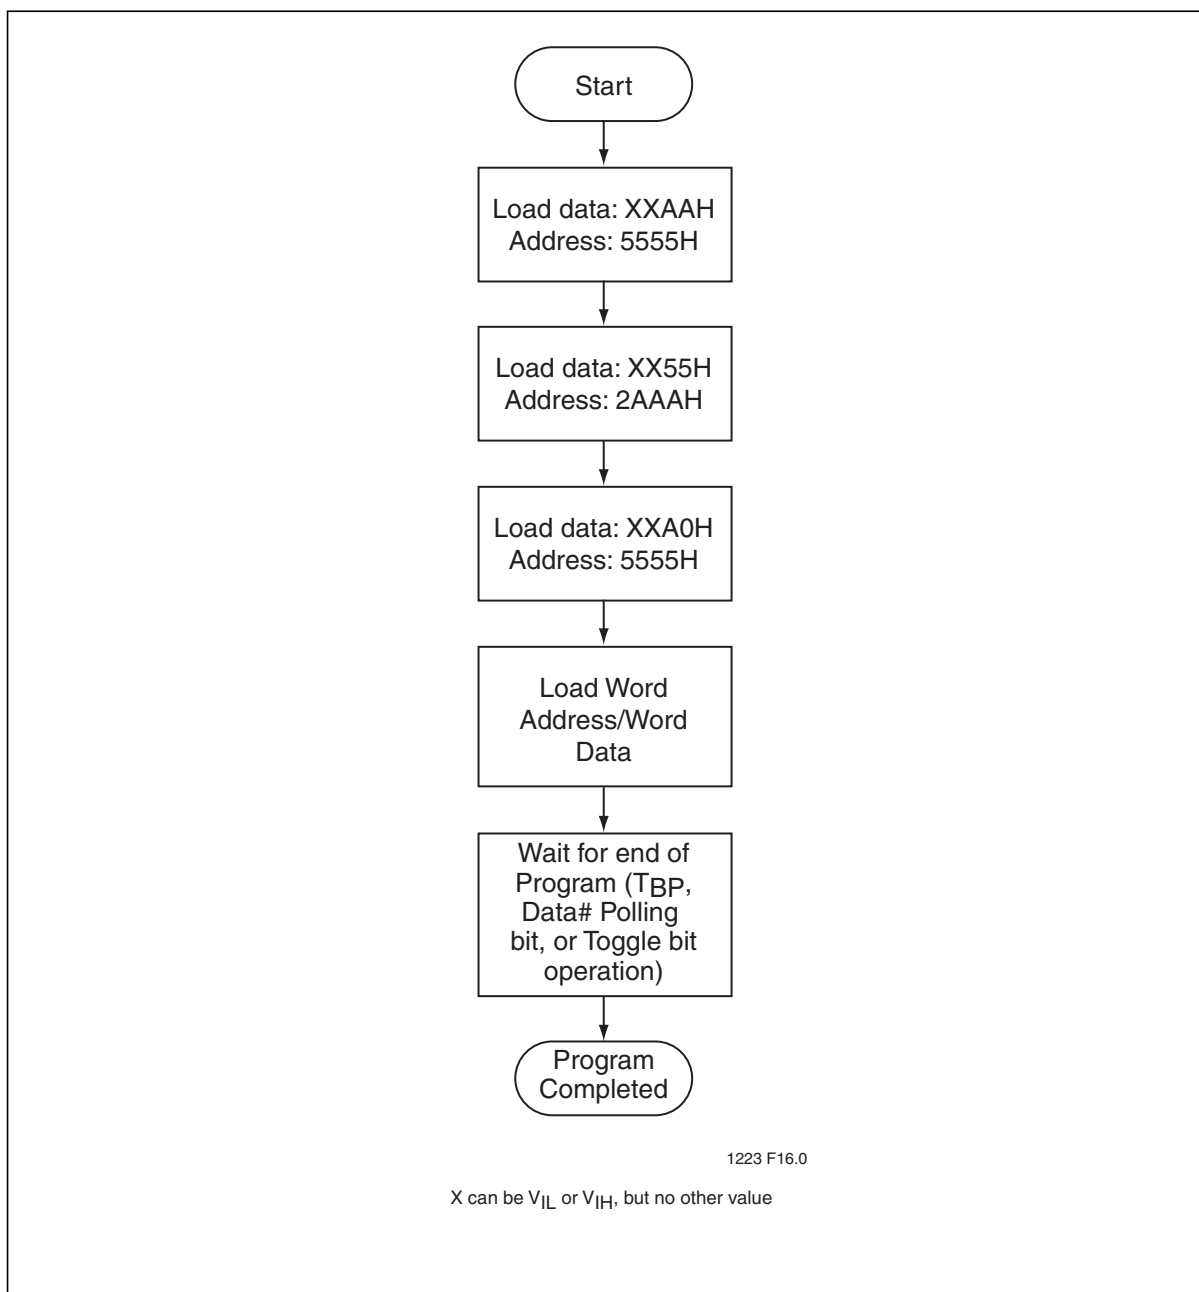 Start
Load data: XXAAH
Address: 5555H
Load data: XX55H
Address: 2AAAH
Load data: XXA0H
Address: 5555H
Load Word
Address/Word
Data
Wait for end of
Program (TBP,
Data# Polling
bit, or Toggle bit
operation)
Program
Completed
1223 F16.0
X can be VIL or VIH, but no other value